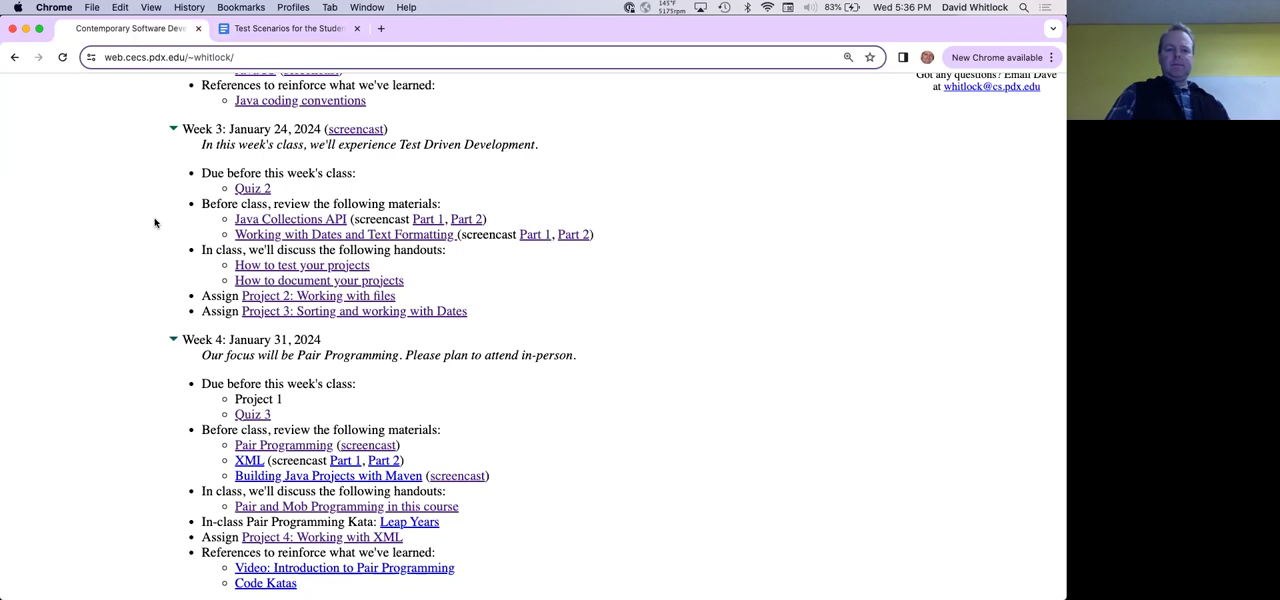 Chrome File Edit View History Bookmarks Profiles Tab Window Help 145°F 5175rpm 83% Wed 5:36 PM David Whitlock
Contemporary Software Deve Test Scenarios for the Studen
web.cecs.pdx.edu/~whitlock/ New Chrome available
References to reinforce what we've learned:
Java coding conventions
Got any questions? Email Dave
at whitlock@cs.pdx.edu
Week 3: January 24, 2024 (screencast)
In this week's class, we'll experience Test Driven Development.
Due before this week's class:
Quiz 2
Before class, review the following materials:
Java Collections API (screencast Part 1, Part 2)
Working with Dates and Text Formatting (screencast Part 1, Part 2)
In class, we'll discuss the following handouts:
How to test your projects
How to document your projects
Assign Project 2: Working with files
Assign Project 3: Sorting and working with Dates
Week 4: January 31, 2024
Our focus will be Pair Programming. Please plan to attend in-person.
Due before this week's class:
Project 1
Quiz 3
Before class, review the following materials:
Pair Programming (screencast)
XML (screencast Part 1, Part 2)
Building Java Projects with Maven (screencast)
In class, we'll discuss the following handouts:
Pair and Mob Programming in this course
In-class Pair Programming Kata: Leap Years
Assign Project 4: Working with XML
References to reinforce what we've learned:
Video: Introduction to Pair Programming
Code Katas